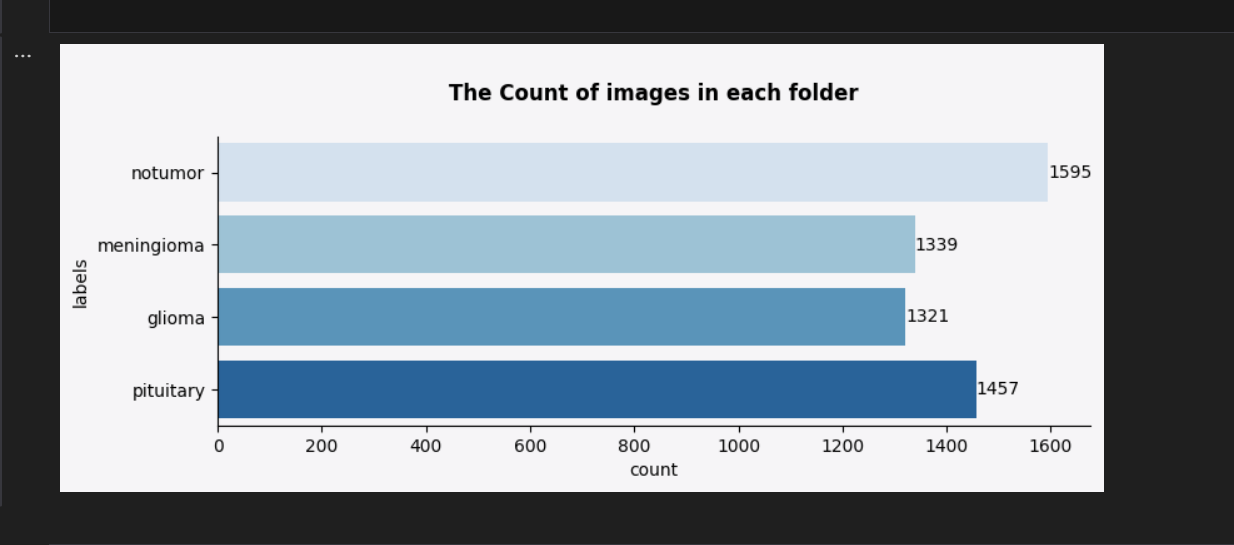 ...
The Count of images in each folder
notumor 1595
meningioma 1339
glioma 1321
pituitary 1457
labels
0 200 400 600 800 1000 1200 1400 1600
count